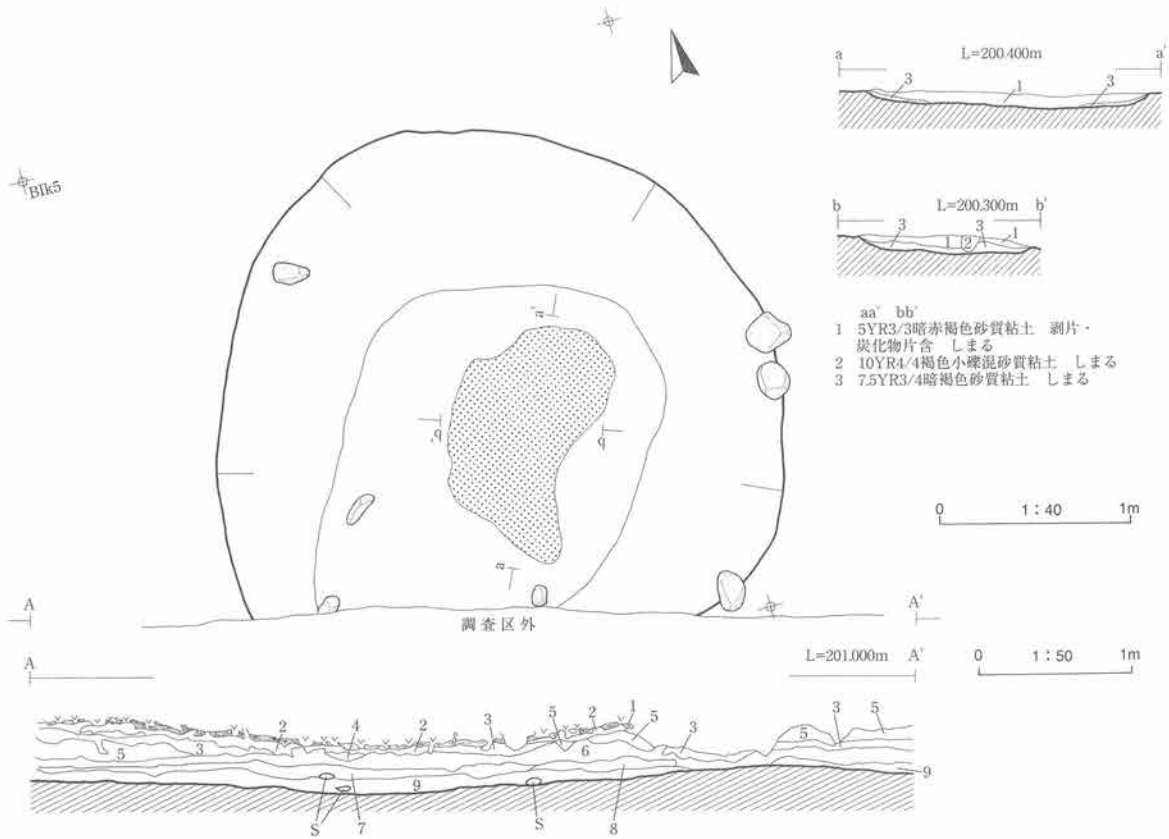 BIk5
a L=200.400m a'
3 1 3
b L=200.300m b'
3 1 2 3 1
aa' bb'
1 5YR3/3暗赤褐色砂質粘土 剥片・
炭化物片含 しまる
2 10YR4/4褐色小礫混砂質粘土 しまる
3 7.5YR3/4暗褐色砂質粘土 しまる
a'
b'
b
a
0 1:40 1m
A A'
調査区外
A L=201.000m A'
0 1:50 1m
2 4 2 3 5 2 1 5 3 3 5
5 3 6 5
9 9
S 7 S 8